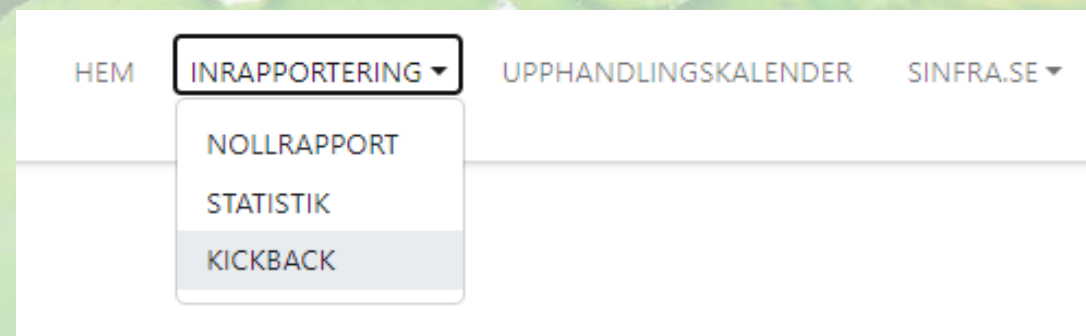 HEM INRAPPORTERING UPPHANDLINGSKALENDER SINFRA.SE
NOLLRAPPORT
STATISTIK
KICKBACK